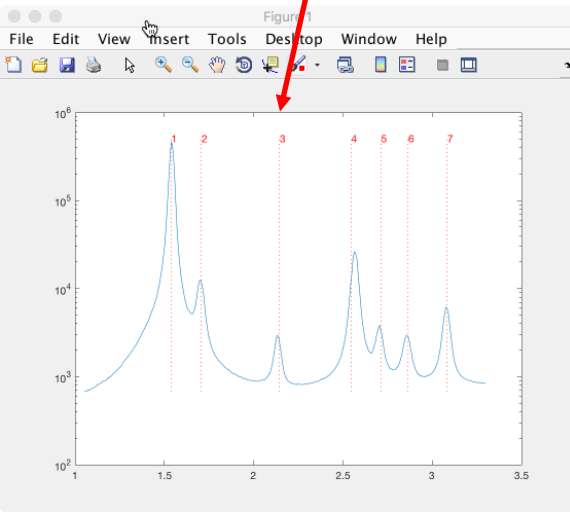 Figure 1
File Edit View Insert Tools Desktop Window Help
10^6
1 2 3 4 5 6 7
10^5
10^4
10^3
10^2
1 1.5 2 2.5 3 3.5